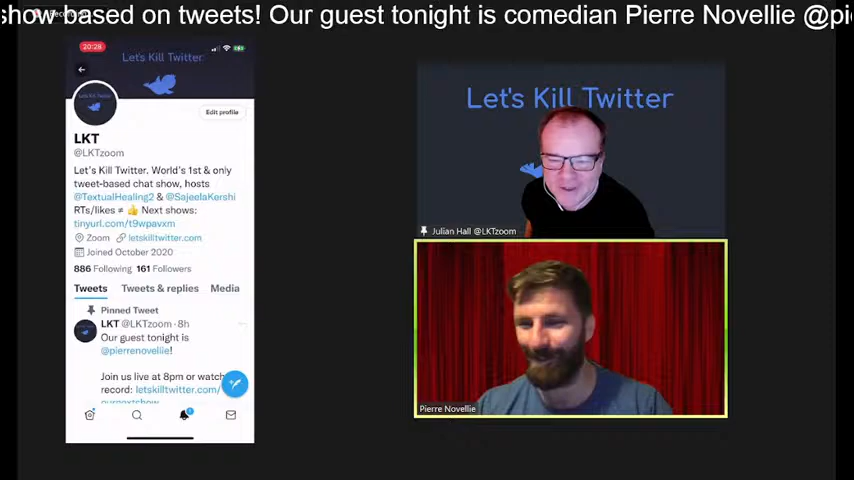 show based on tweets! Our guest tonight is comedian Pierre Novellie @pi
20:28
Let's Kill Twitter
Edit profile
LKT
@LKTzoom
Let's Kill Twitter. World's 1st & only
tweet-based chat show, hosts
@TextualHealing2 & @SajeelaKershi
RTs/likes ≠ 👍 Next shows:
tinyurl.com/t9wpavxm
Zoom letskilltwitter.com
Joined October 2020
886 Following 161 Followers
Tweets Tweets & replies Media
Pinned Tweet
LKT @LKTzoom · 8h
Our guest tonight is
@pierrenovellie!
Join us live at 8pm or watch
record: letskilltwitter.com/
ournextshow
Let's Kill Twitter
Julian Hall @LKTzoom
Pierre Novellie